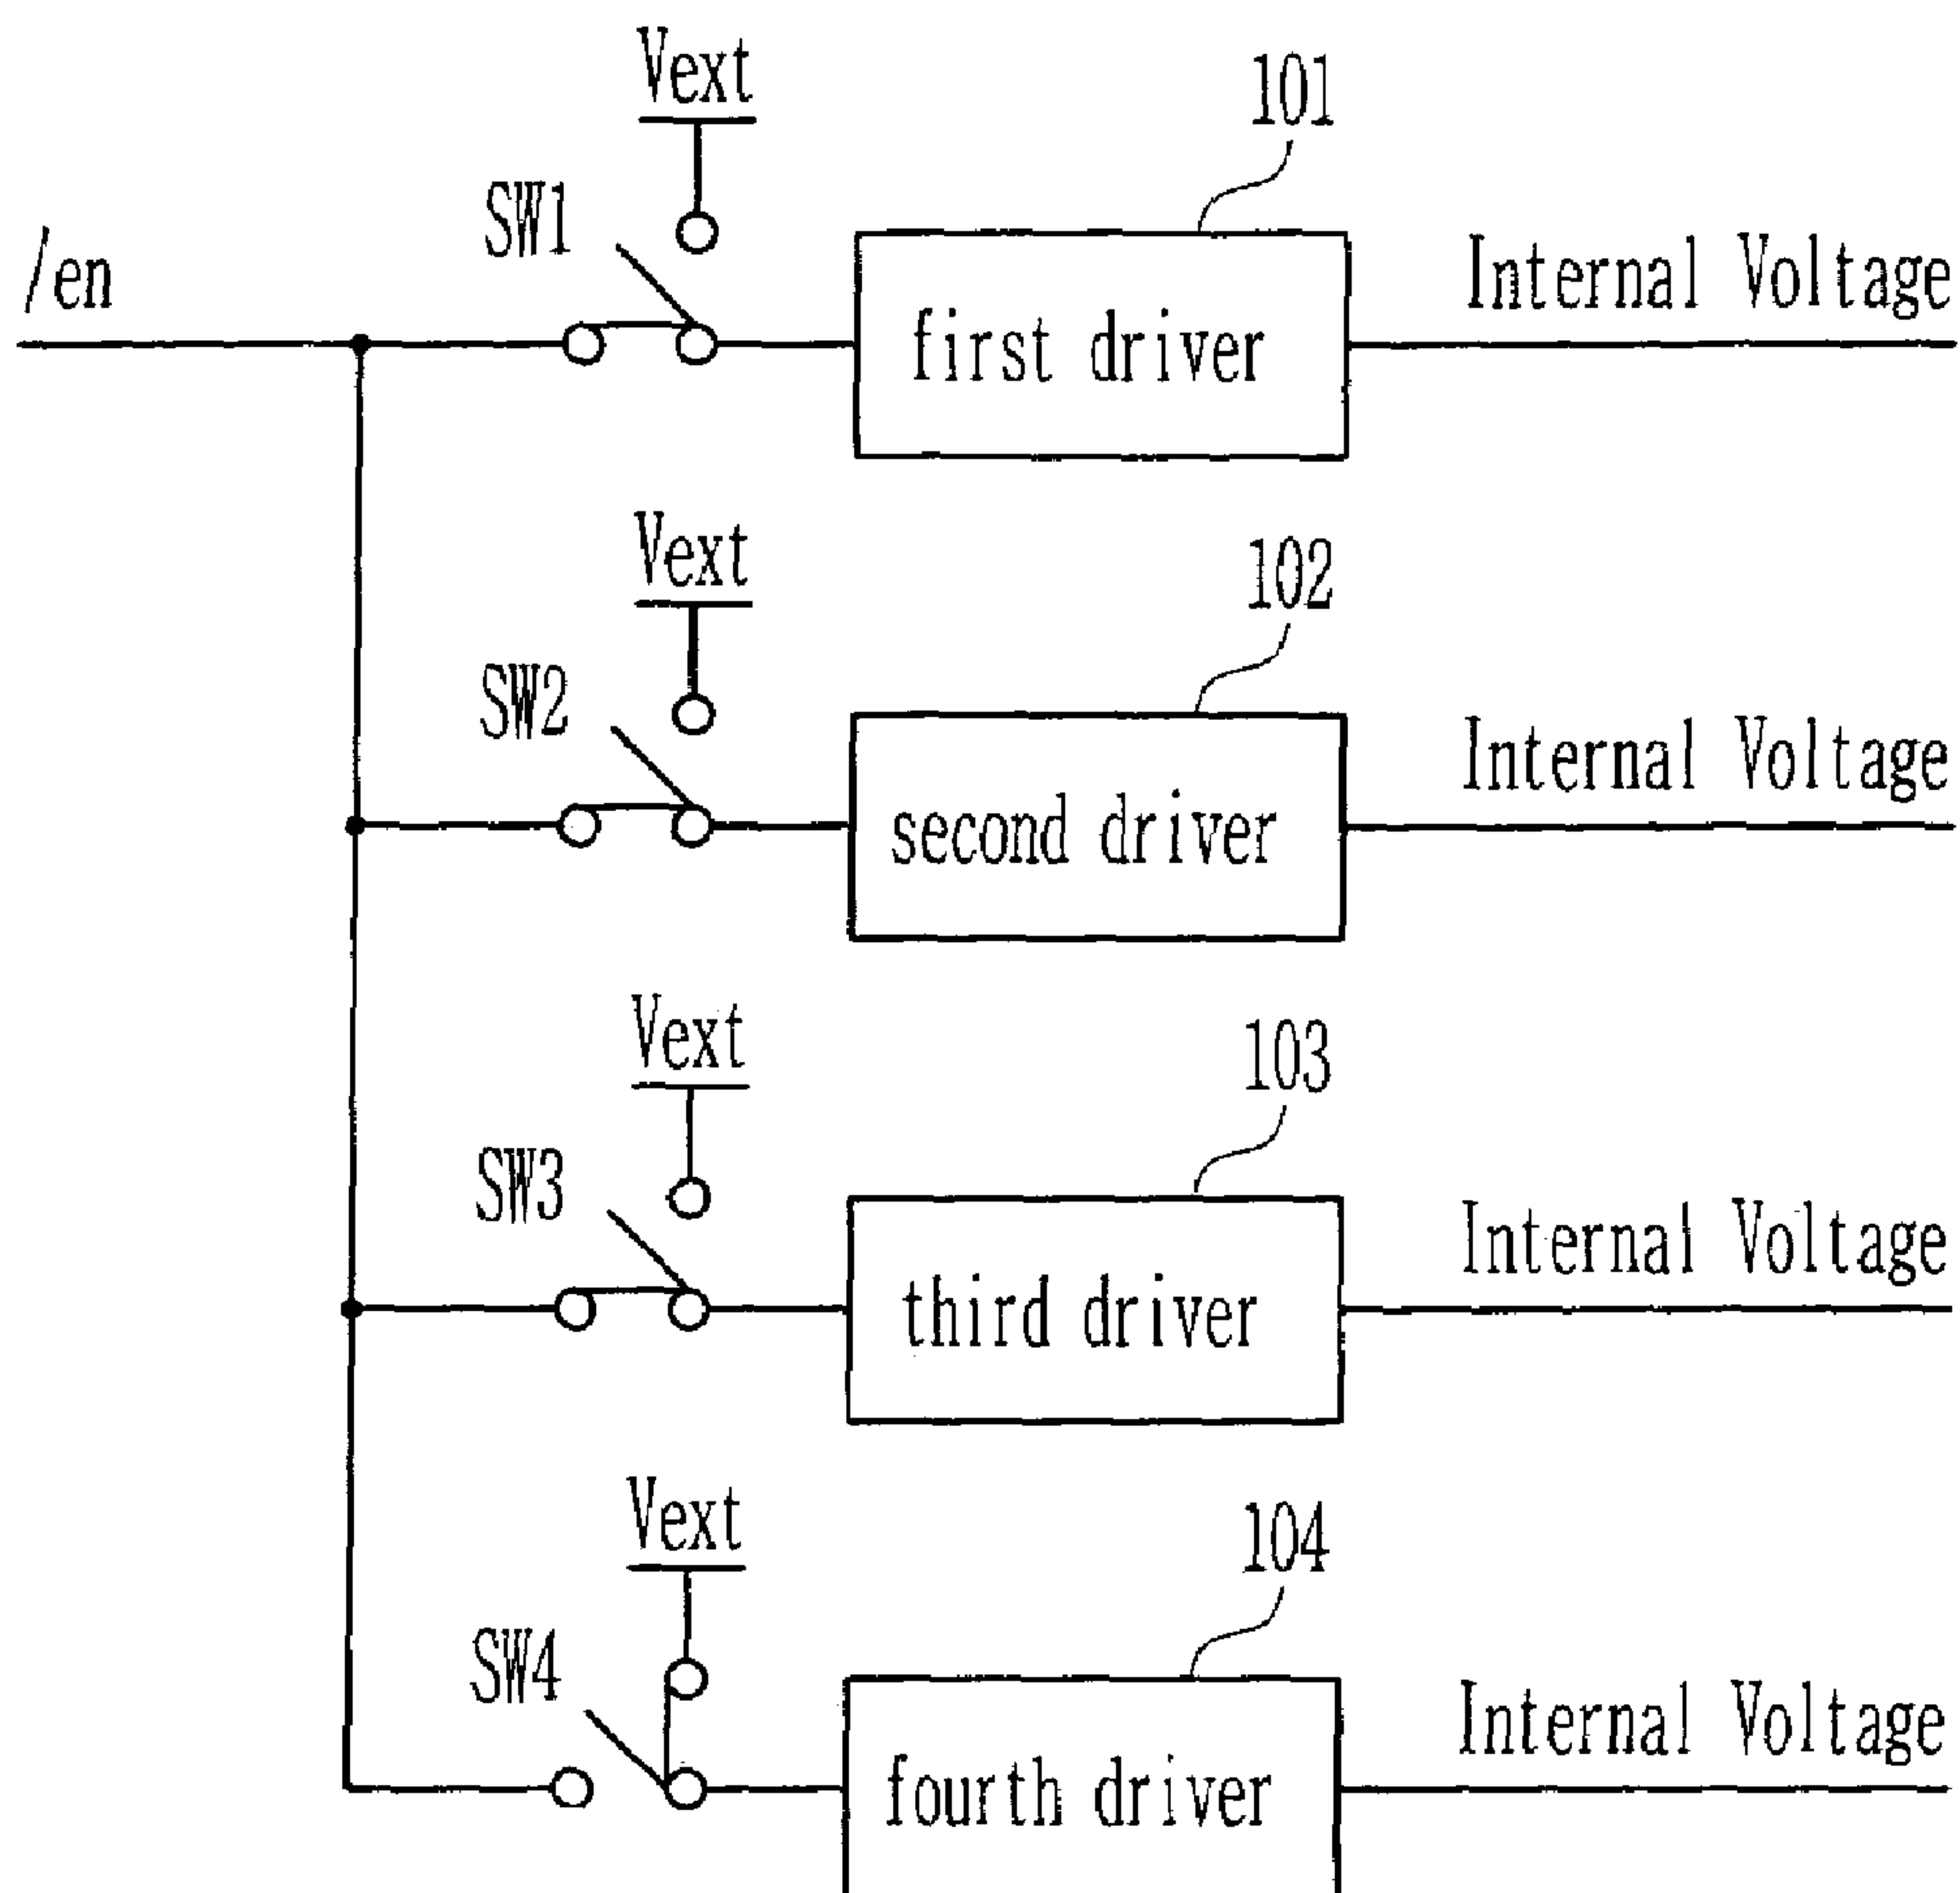 Vext
101
SW1
/en
Internal Voltage
first driver
Vext
102
SW2
Internal Voltage
second driver
Vext
103
SW3
Internal Voltage
third driver
Vext
104
SW4
Internal Voltage
fourth driver